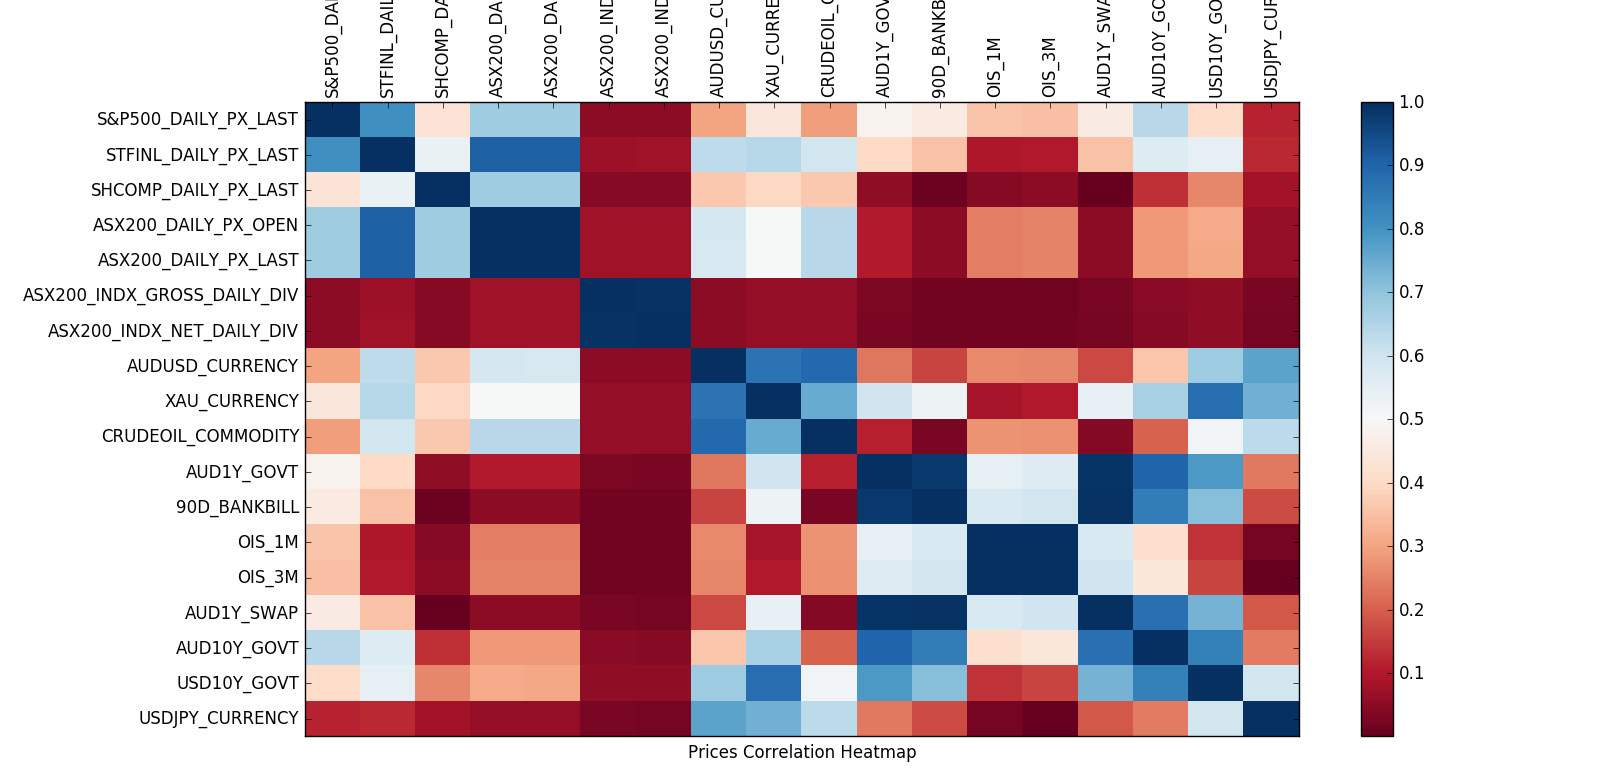 S&P500_DAI
STFINL_DAIL
SHCOMP_DA
ASX200_DA
ASX200_DA
ASX200_IND
ASX200_IND
AUDUSD_CU
XAU_CURRE
CRUDEOIL_C
AUD1Y_GOV
90D_BANKB
OIS_1M
OIS_3M
AUD1Y_SWA
AUD10Y_GO
USD10Y_GO
USDJPY_CUR
S&P500_DAILY_PX_LAST
STFINL_DAILY_PX_LAST
SHCOMP_DAILY_PX_LAST
ASX200_DAILY_PX_OPEN
ASX200_DAILY_PX_LAST
ASX200_INDX_GROSS_DAILY_DIV
ASX200_INDX_NET_DAILY_DIV
AUDUSD_CURRENCY
XAU_CURRENCY
CRUDEOIL_COMMODITY
AUD1Y_GOVT
90D_BANKBILL
OIS_1M
OIS_3M
AUD1Y_SWAP
AUD10Y_GOVT
USD10Y_GOVT
USDJPY_CURRENCY
1.0
0.9
0.8
0.7
0.6
0.5
0.4
0.3
0.2
0.1
Prices Correlation Heatmap